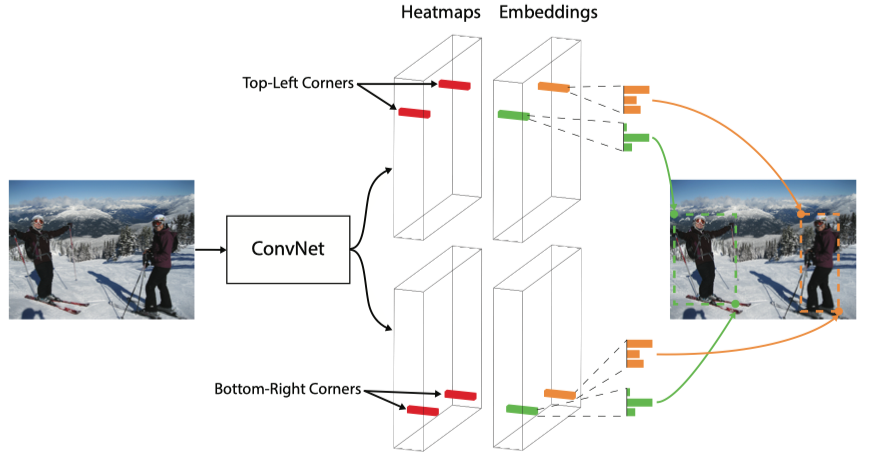 Heatmaps
Embeddings
Top-Left Corners
ConvNet
Bottom-Right Corners